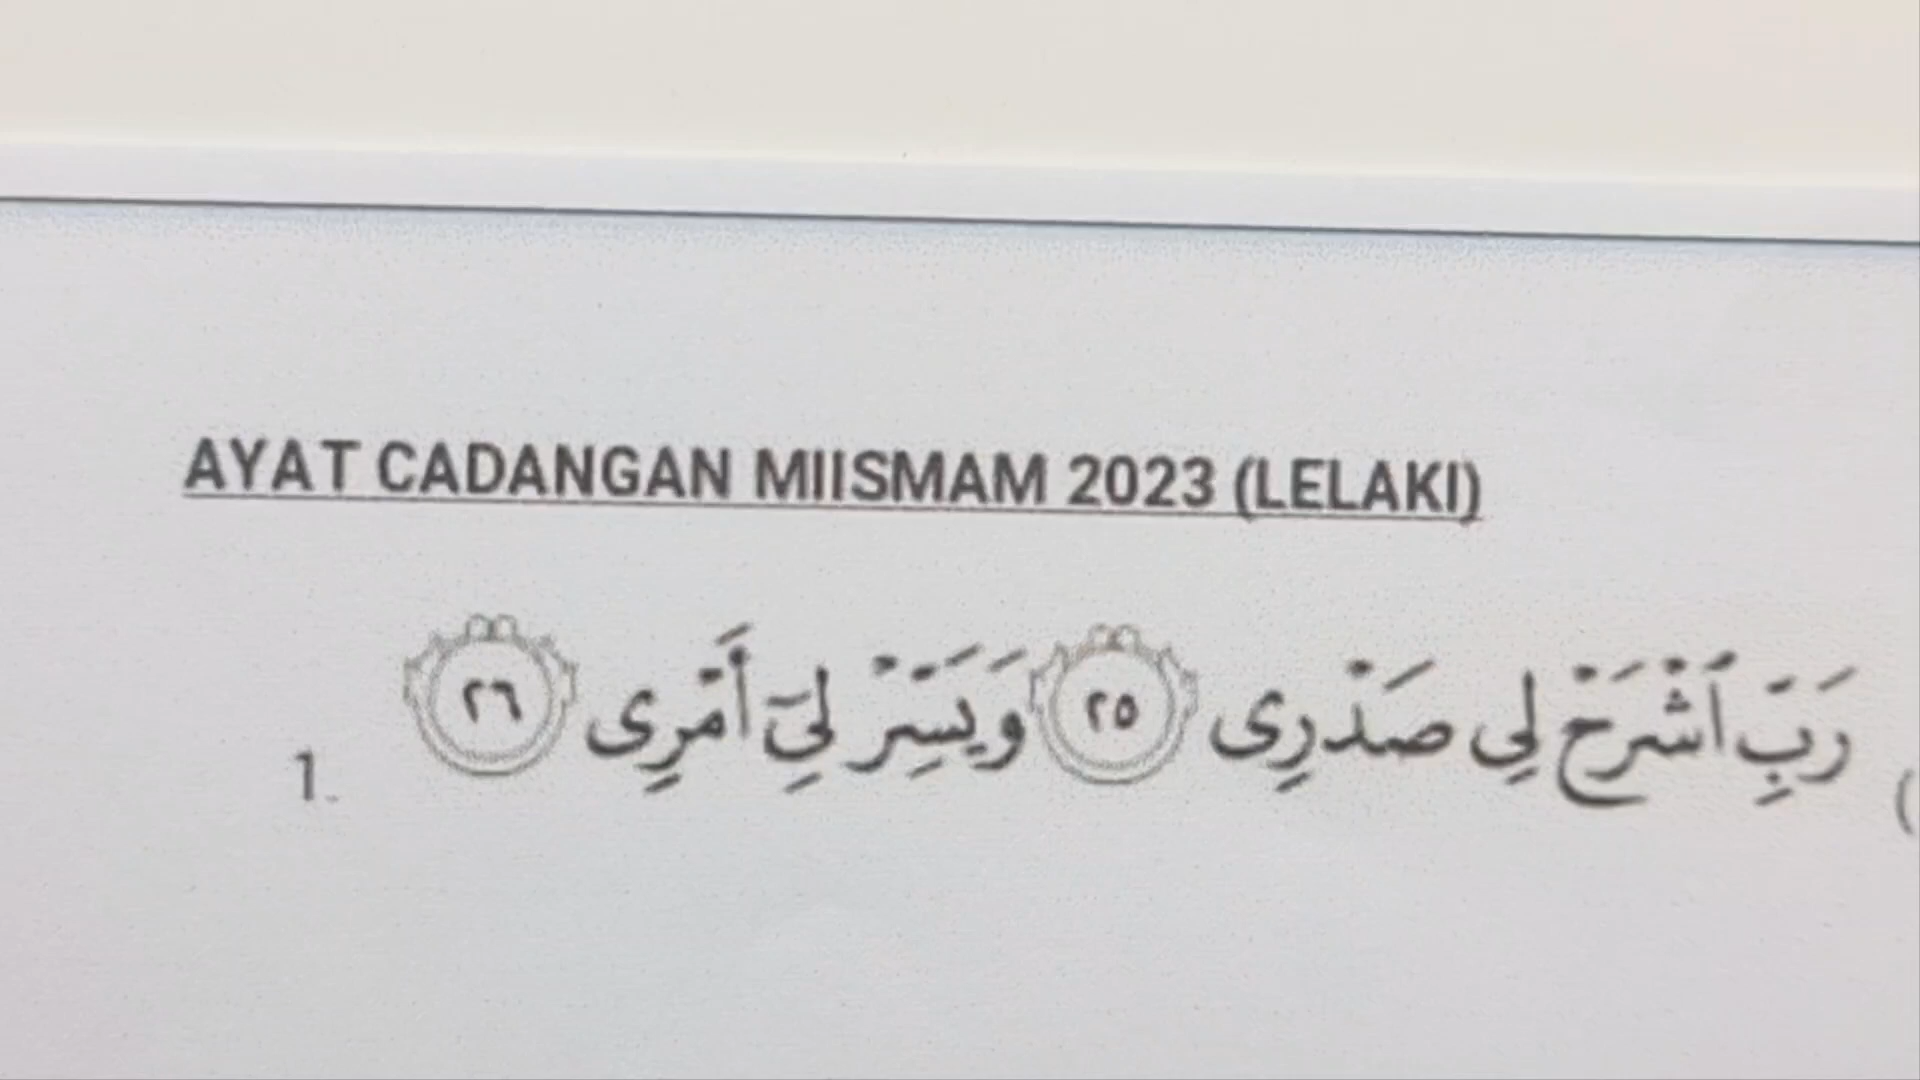 AYAT CADANGAN MIISMAM 2023 (LELAKI)
1. رَبِّ ٱشْرَحْ لِى صَدْرِى ٢٥ وَيَسِّرْ لِىٓ أَمْرِى ٢٦ (